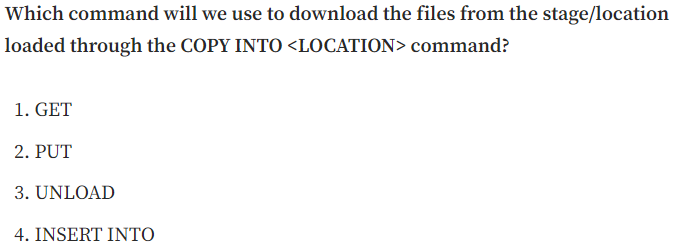 Which command will we use to download the files from the stage/location
loaded through the COPY INTO <LOCATION> command?
1. GET
2. PUT
3. UNLOAD
4. INSERT INTO